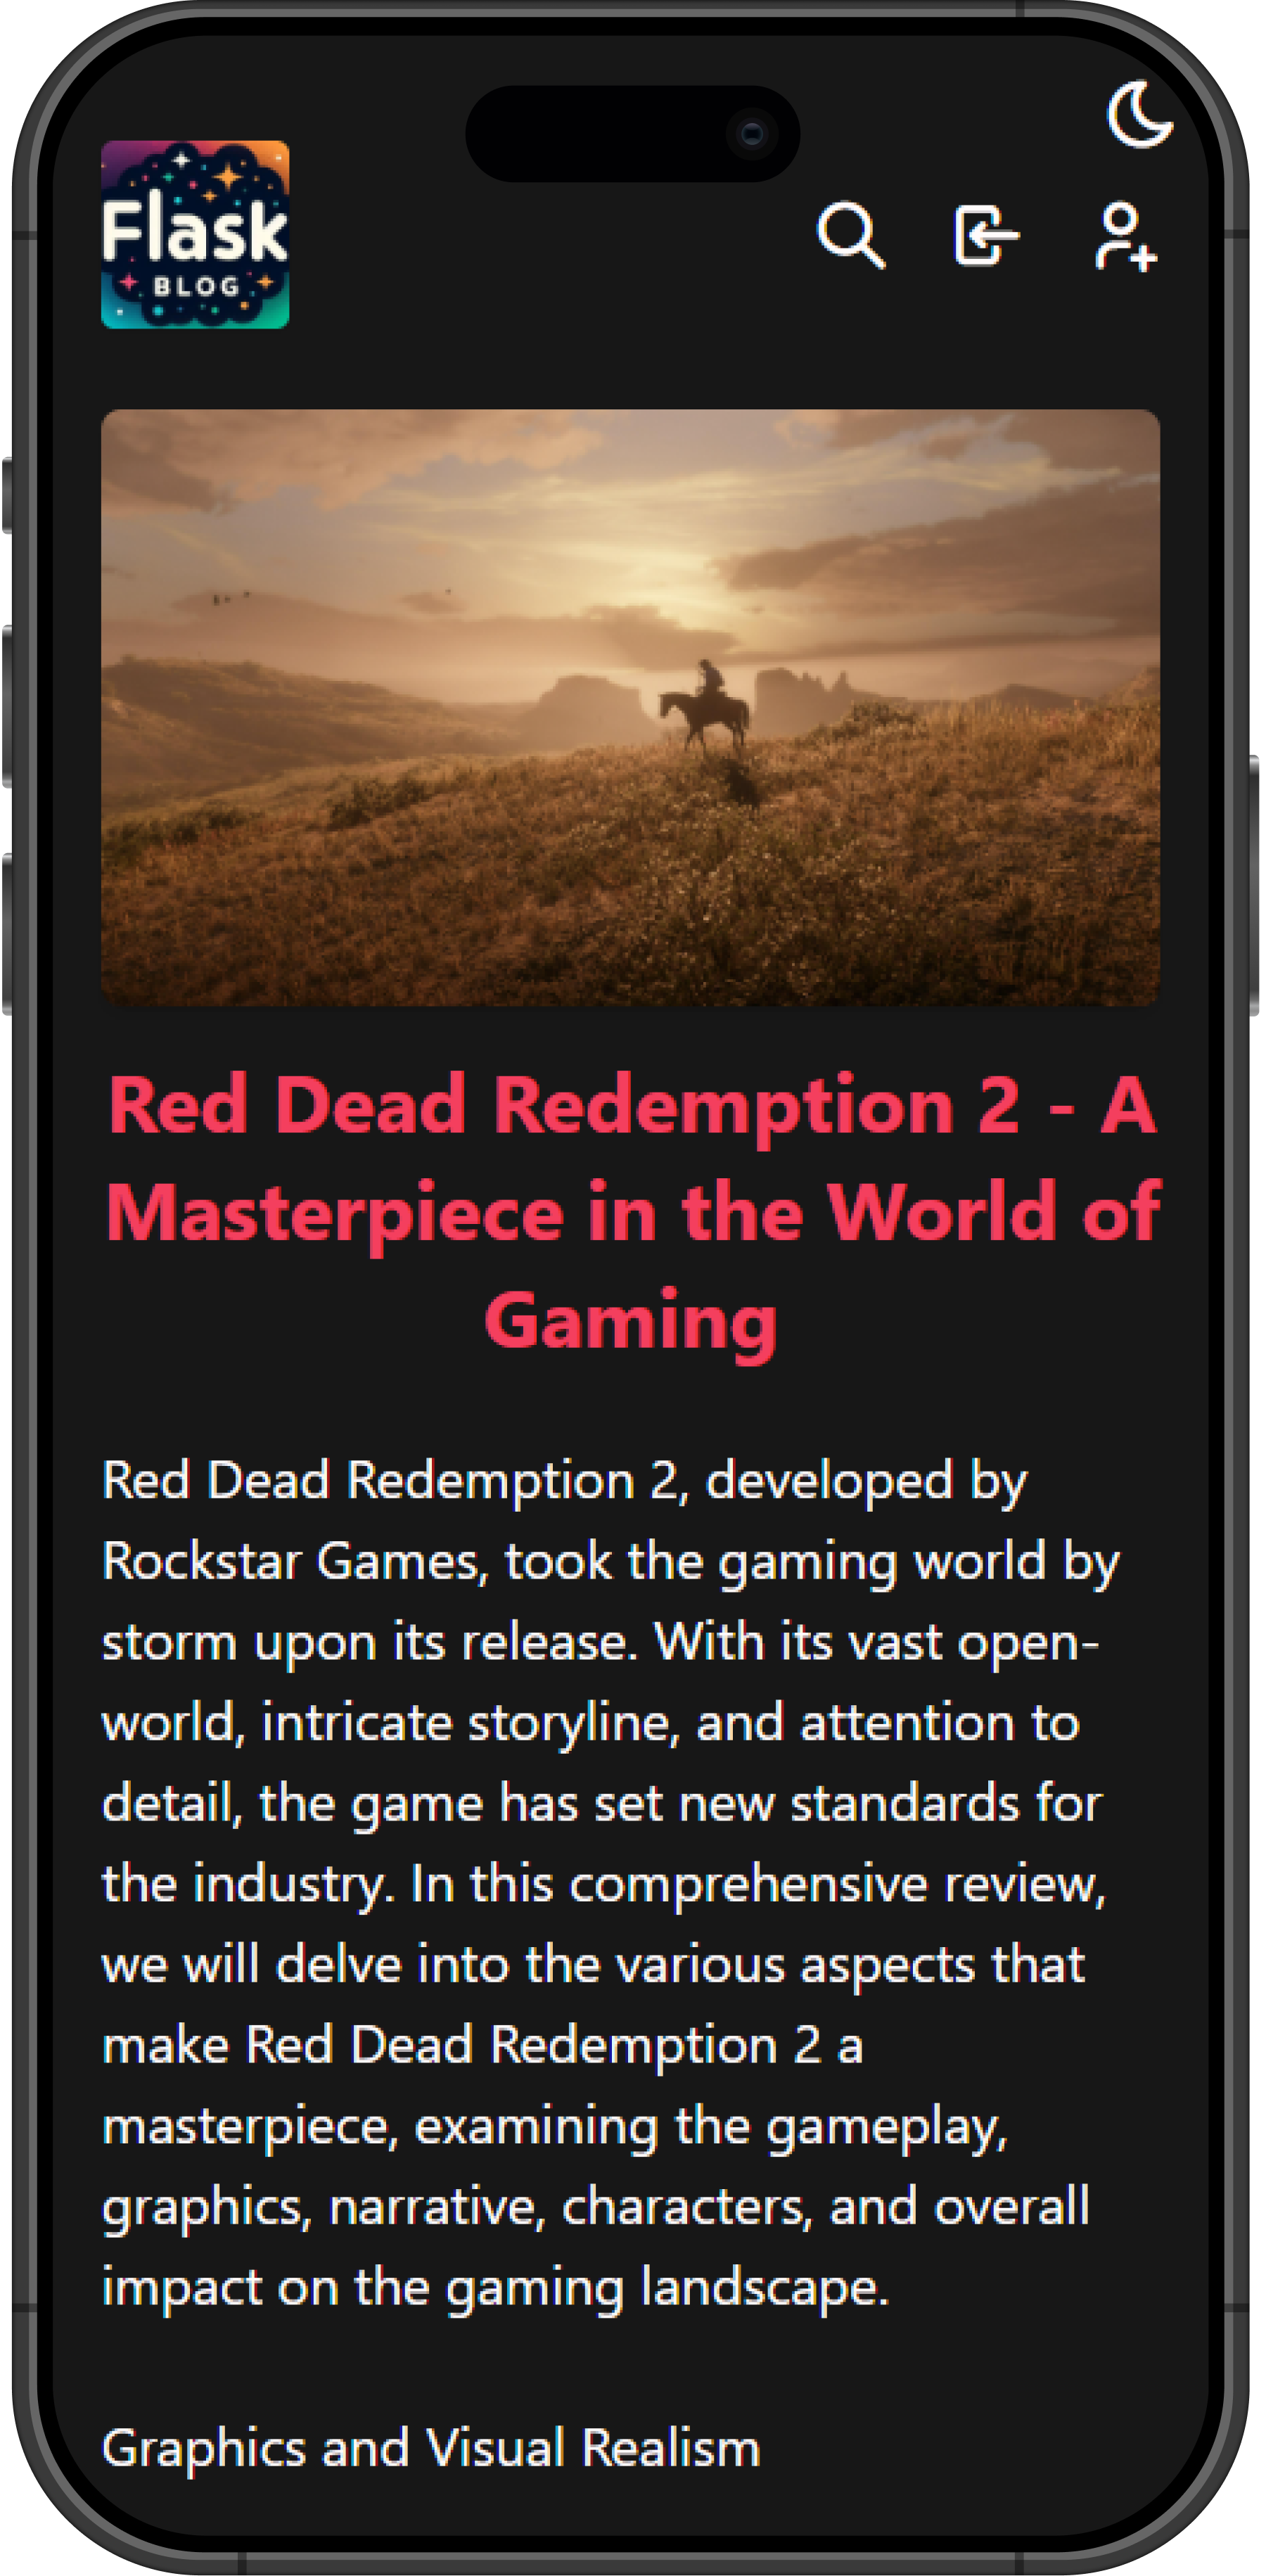 Flask
BLOG
Red Dead Redemption 2 - A
Masterpiece in the World of
Gaming
Red Dead Redemption 2, developed by
Rockstar Games, took the gaming world by
storm upon its release. With its vast open-
world, intricate storyline, and attention to
detail, the game has set new standards for
the industry. In this comprehensive review,
we will delve into the various aspects that
make Red Dead Redemption 2 a
masterpiece, examining the gameplay,
graphics, narrative, characters, and overall
impact on the gaming landscape.
Graphics and Visual Realism